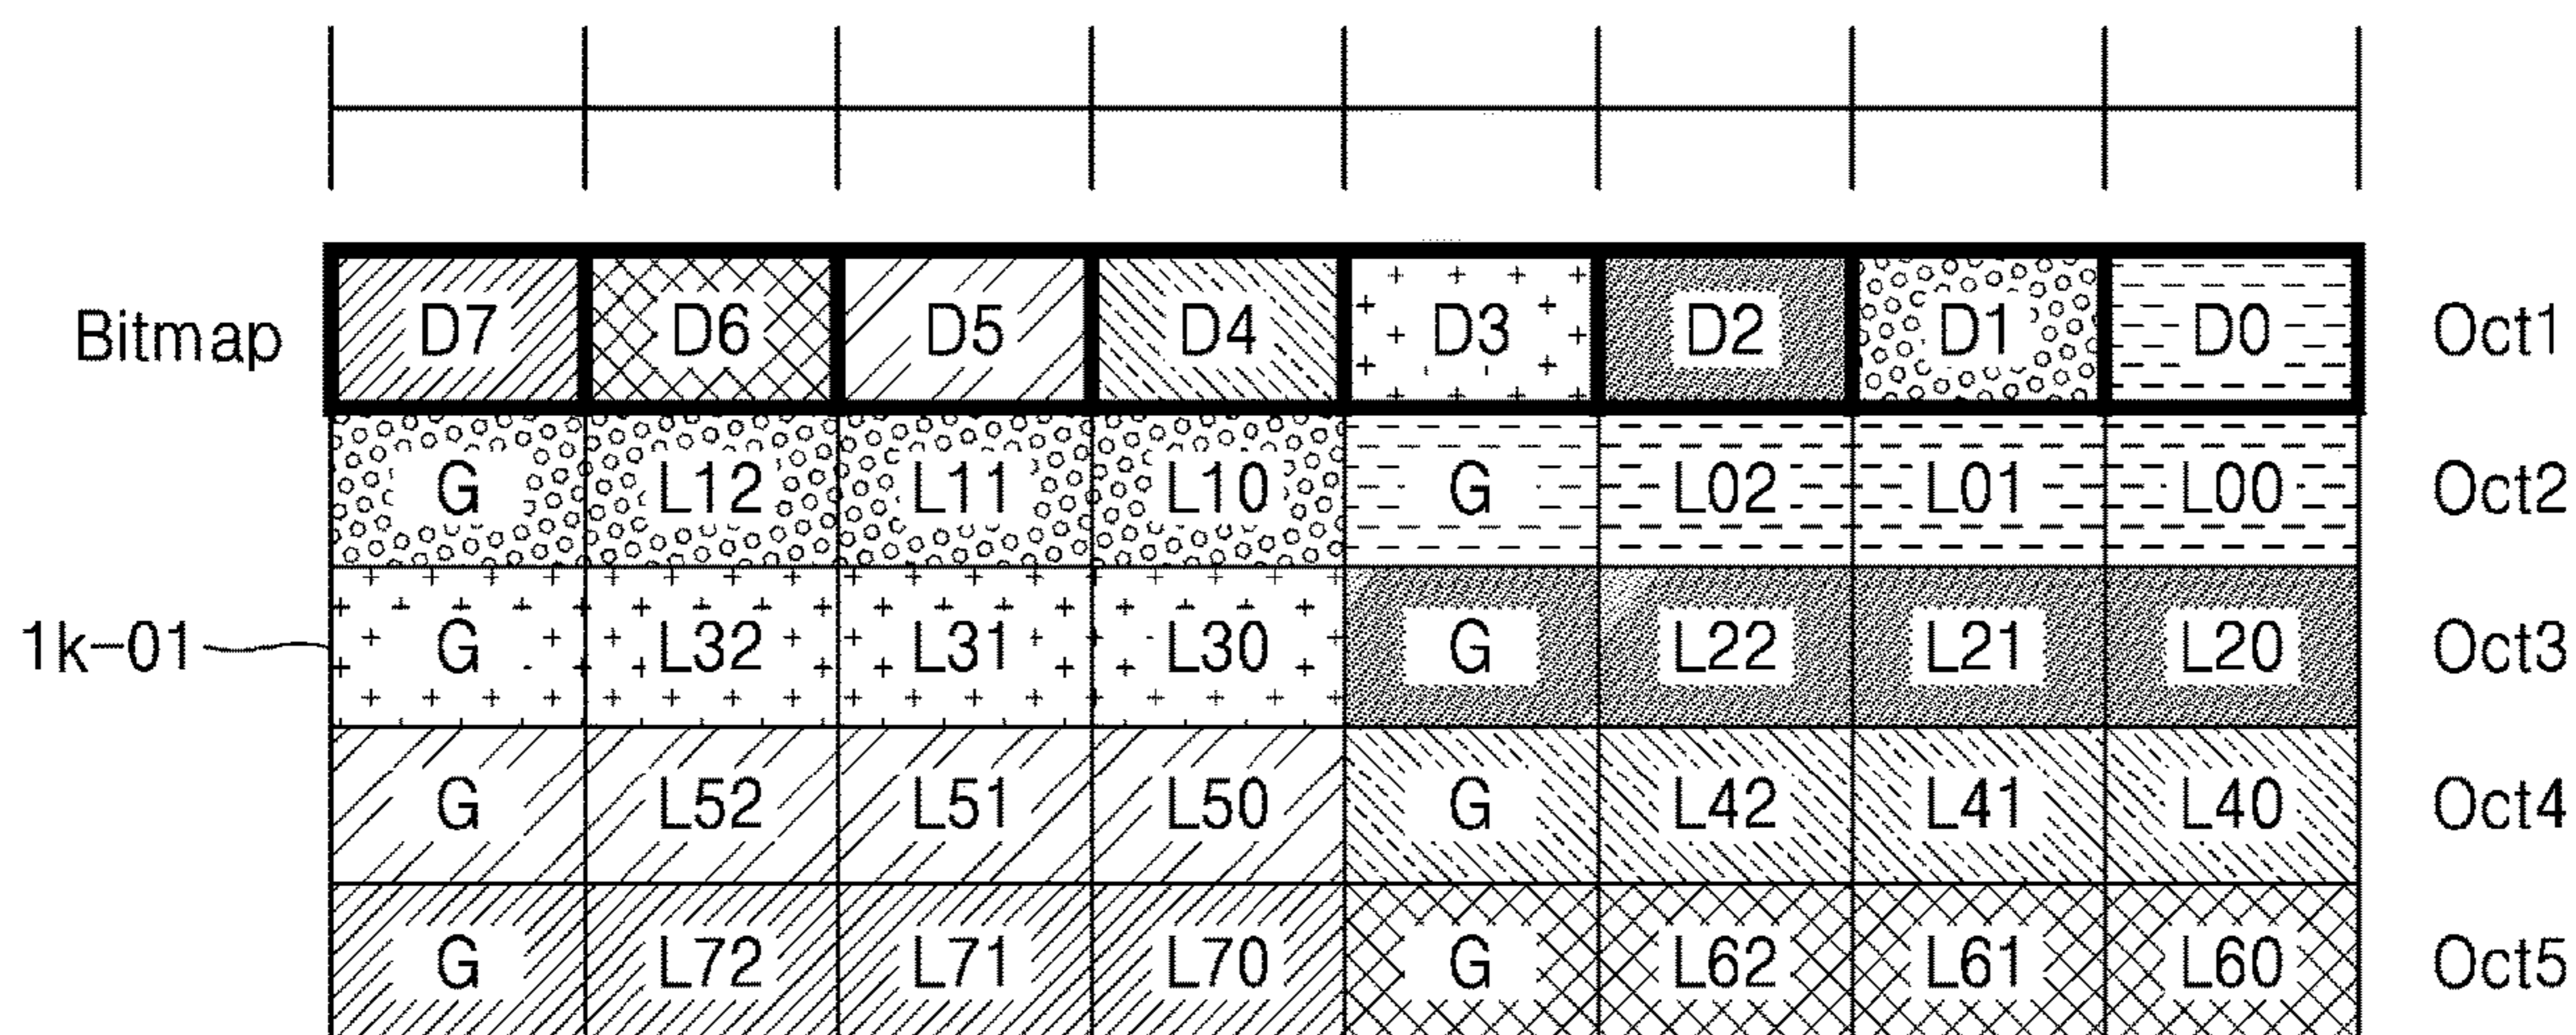 Bitmap D7 D6 D5 D4 D3 D2 D1 D0 Oct1
G L12 L11 L10 G L02 L01 L00 Oct2
1k-01 G L32 L31 L30 G L22 L21 L20 Oct3
G L52 L51 L50 G L42 L41 L40 Oct4
G L72 L71 L70 G L62 L61 L60 Oct5